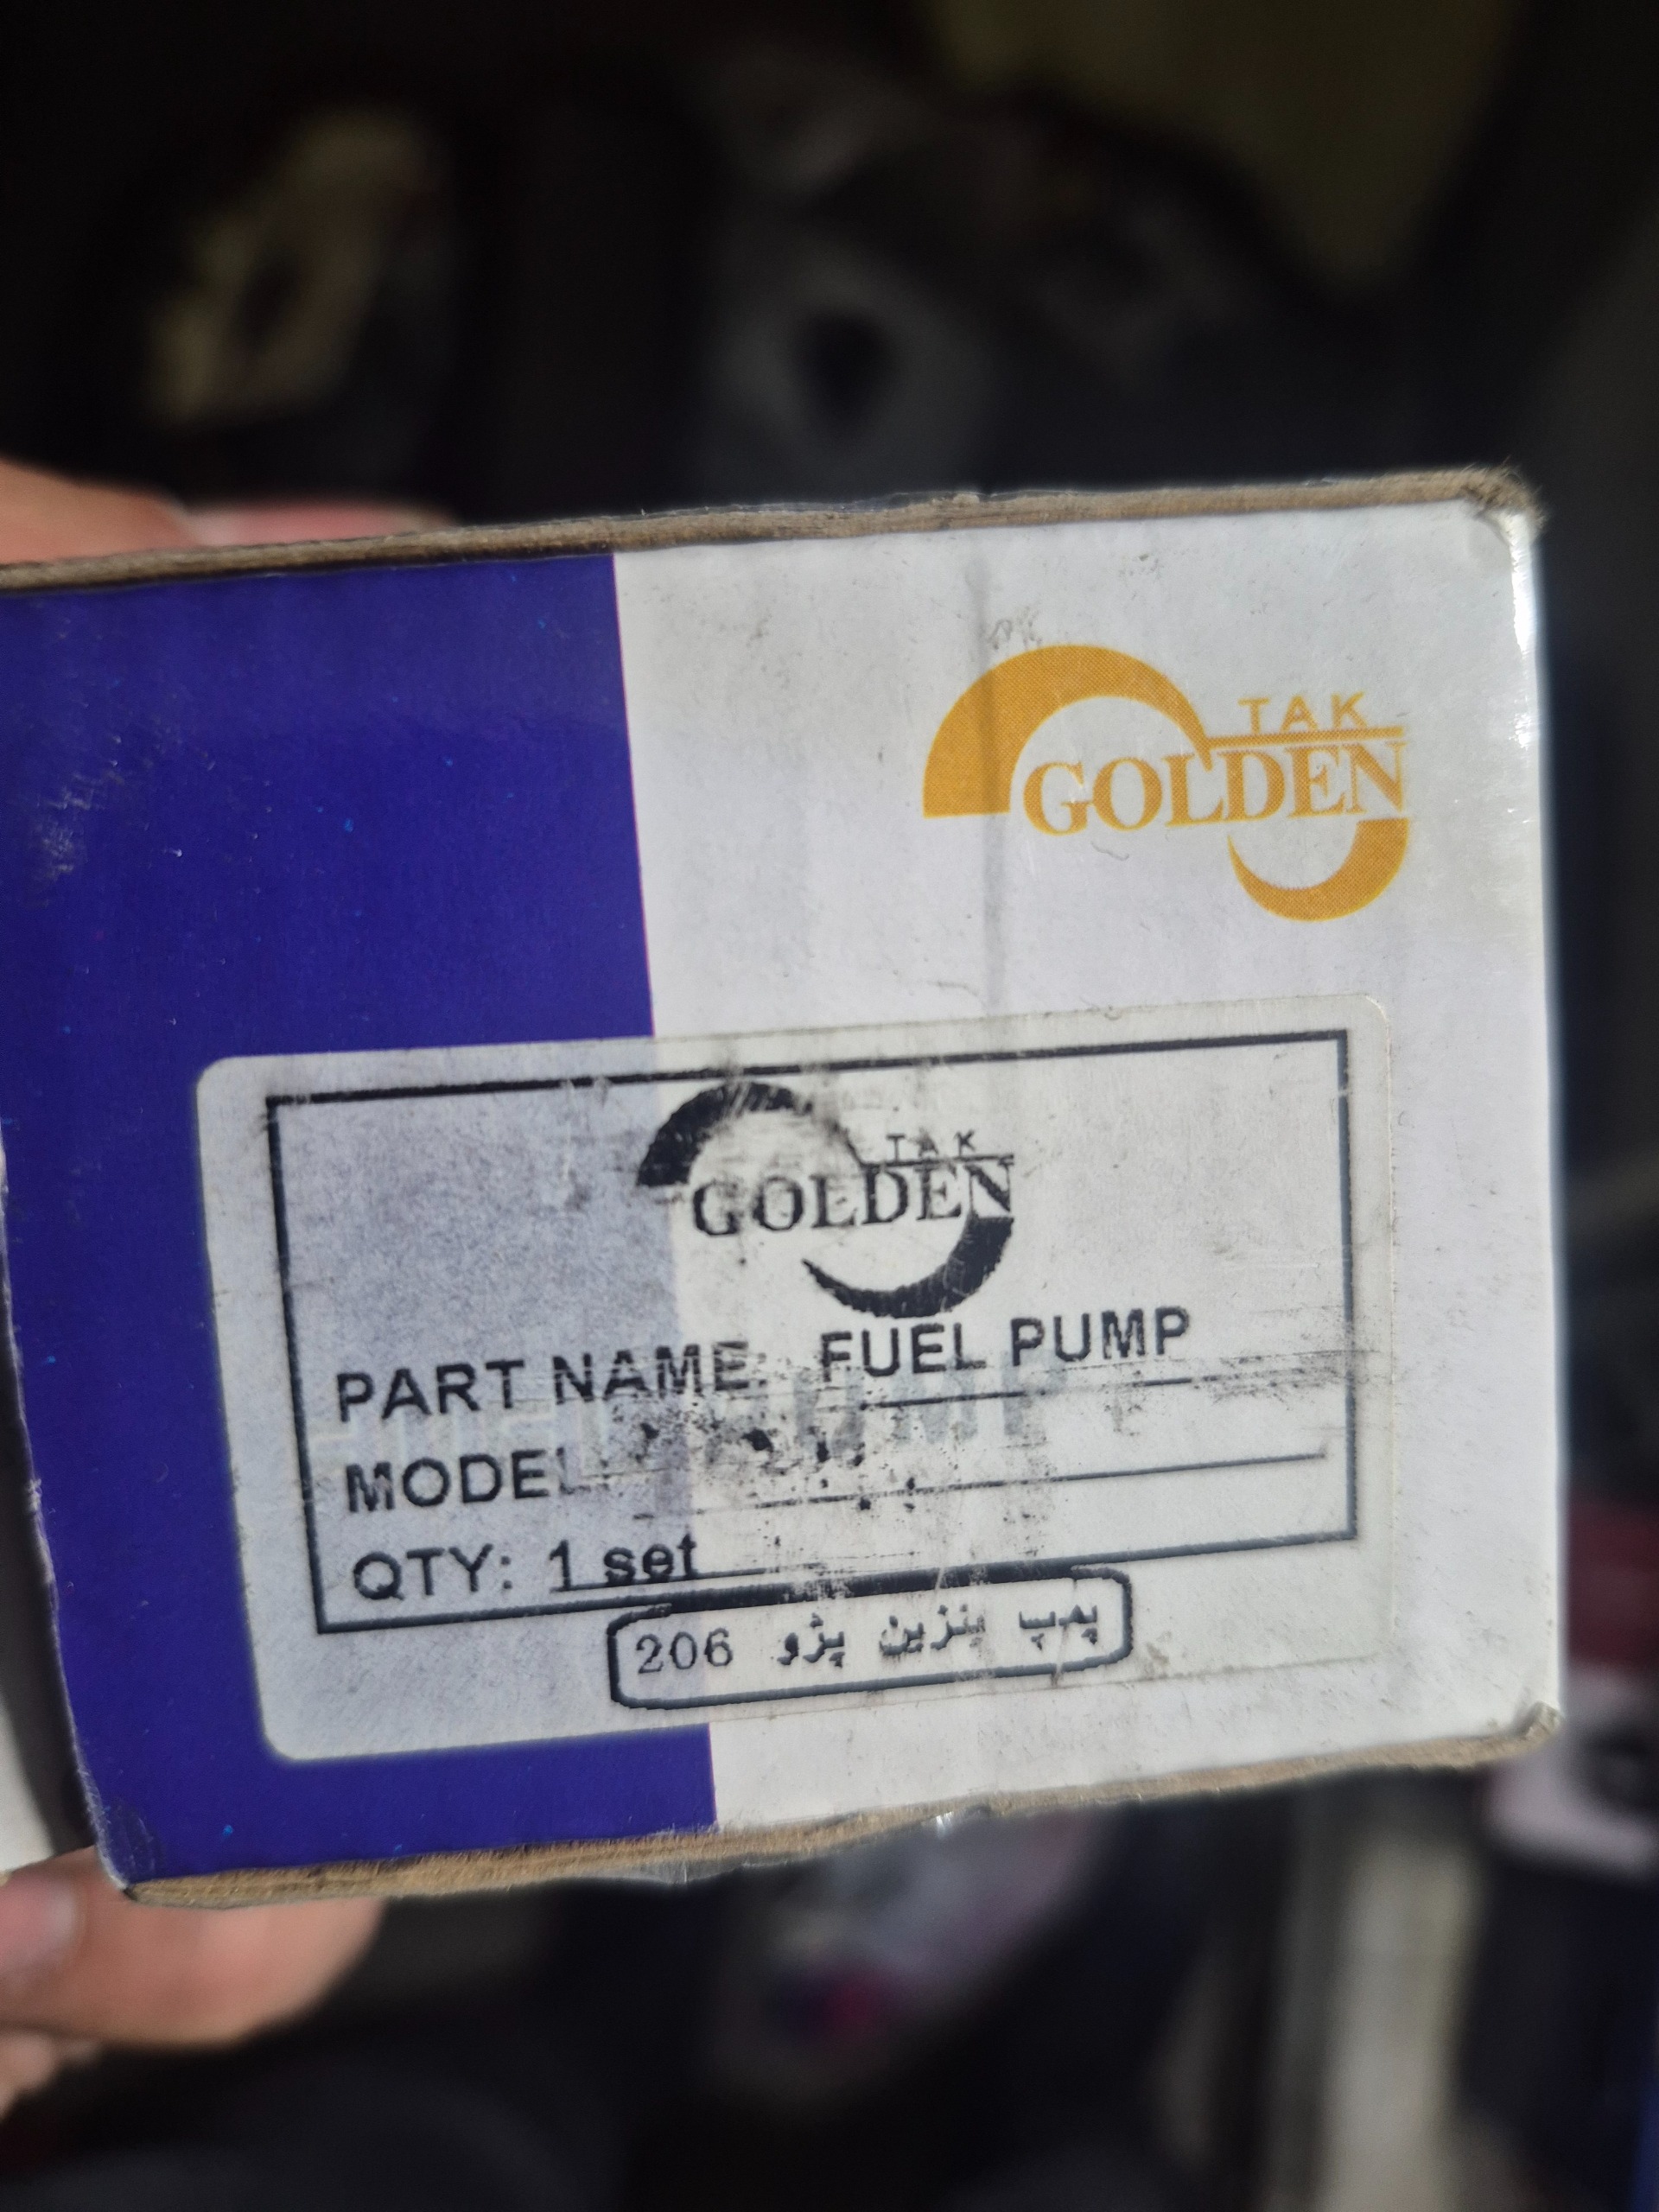 TAK
GOLDEN
TAK
GOLDEN
PART NAME: FUEL PUMP
MODEL
QTY: 1 set
پمپ بنزین پژو 206